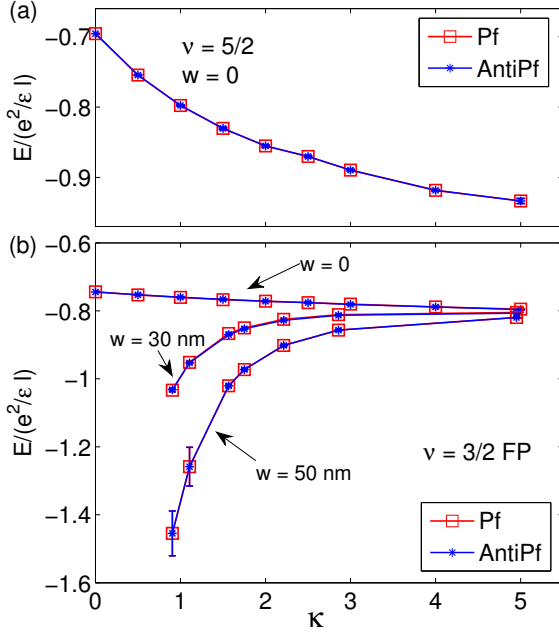 (a)
−0.7
−0.8
−0.9
E/(e²/ε l)
ν = 5/2
w = 0
Pf
AntiPf
(b)
−0.6
−0.8
−1
−1.2
−1.4
−1.6
E/(e²/ε l)
w = 0
w = 30 nm
w = 50 nm
ν = 3/2 FP
Pf
AntiPf
0 1 2 3 4 5
κ